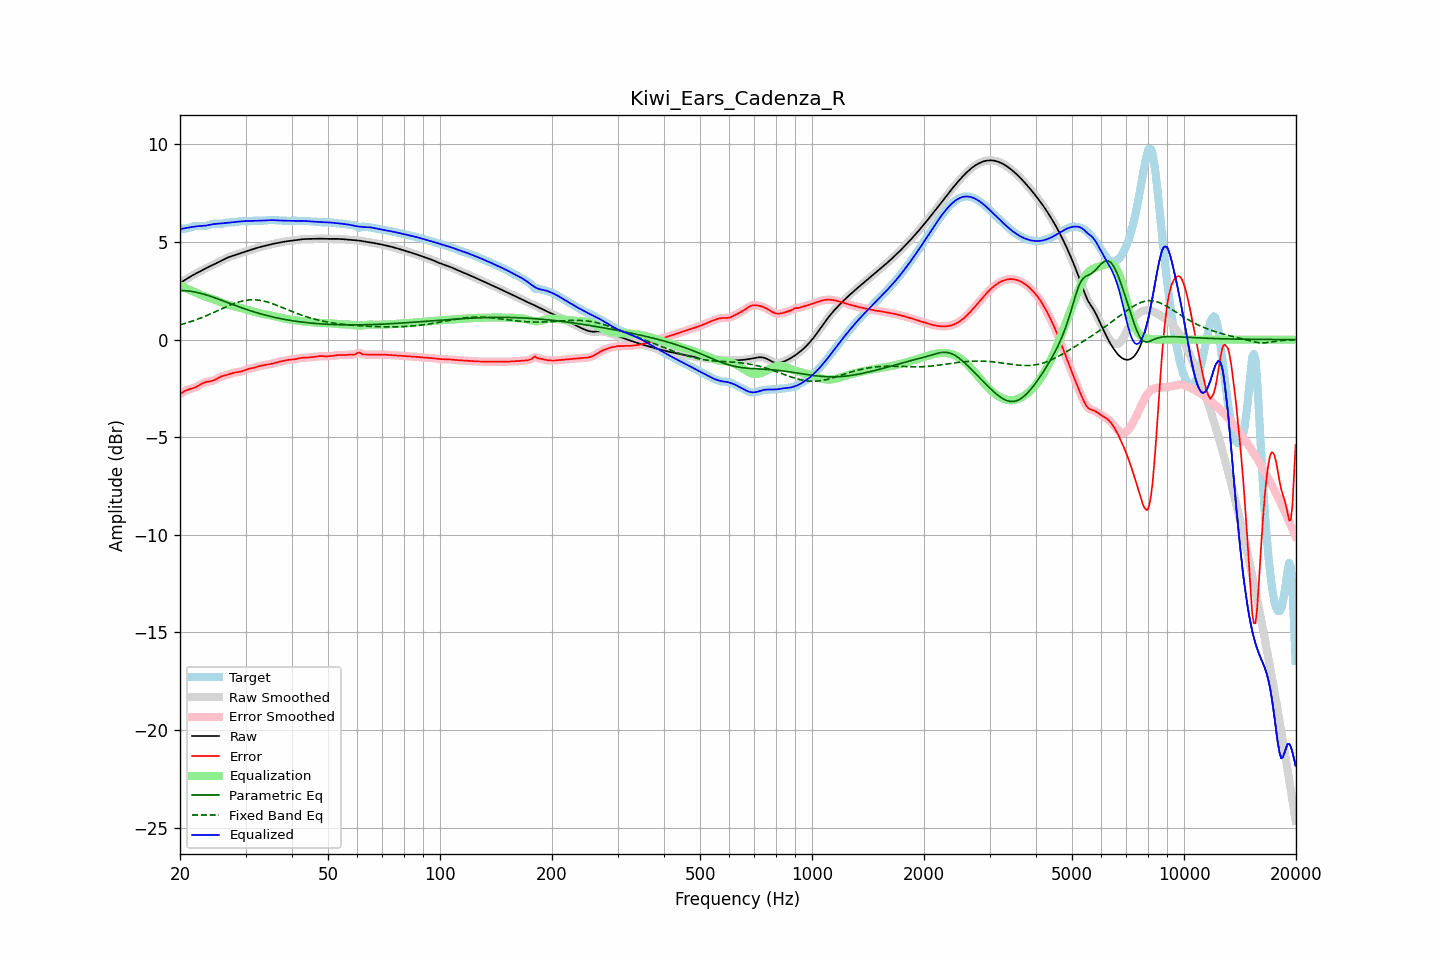 Kiwi_Ears_Cadenza_R
Amplitude (dBr)
10
5
0
−5
−10
−15
−20
−25
Target
Raw Smoothed
Error Smoothed
Raw
Error
Equalization
Parametric Eq
Fixed Band Eq
Equalized
20 50 100 200 500 1000 2000 5000 10000 20000
Frequency (Hz)